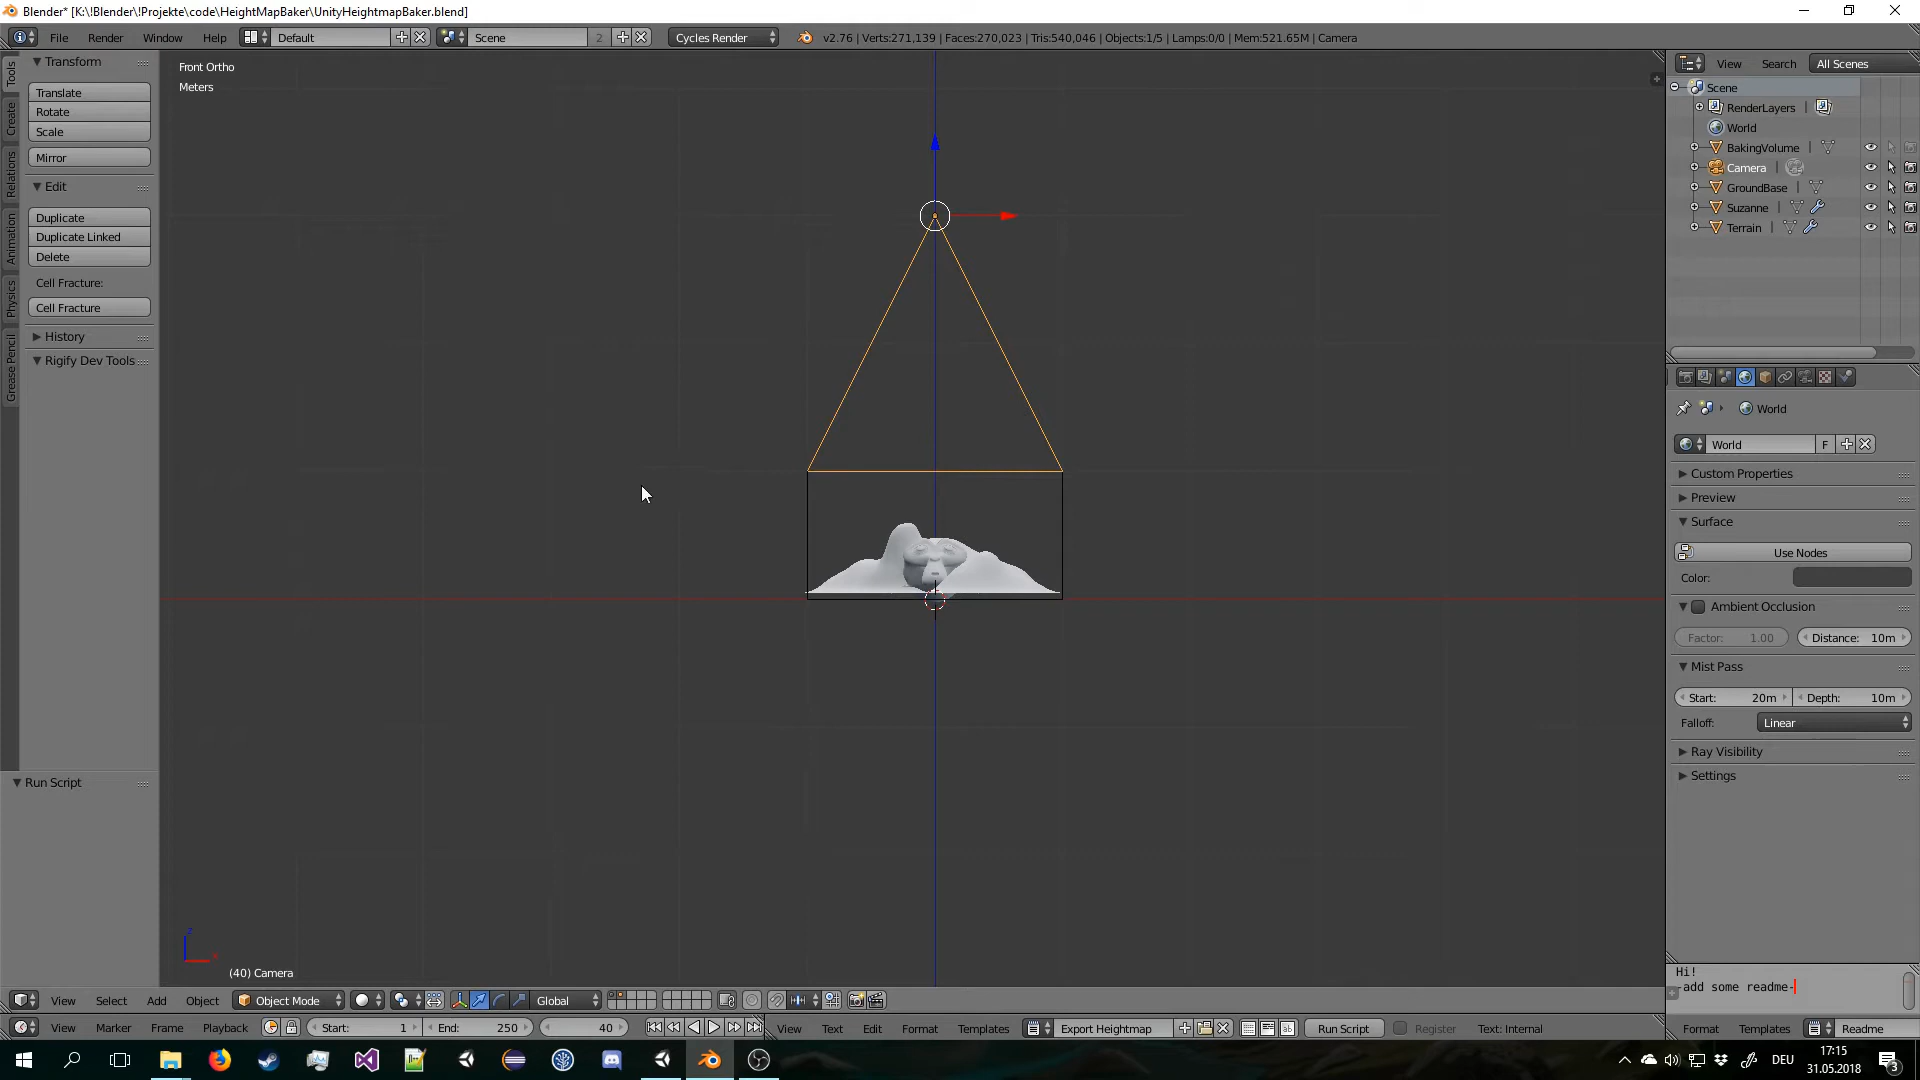 Blender* [K:\!Blender\!Projekte\code\HeightMapBaker\UnityHeightmapBaker.blend]
File Render Window Help Default Scene 2 Cycles Render v2.76 | Verts:271,139 | Faces:270,023 | Tris:540,046 | Objects:1/5 | Lamps:0/0 | Mem:521.65M | Camera
Tools
Create
Relations
Animation
Physics
Grease Pencil
Transform
Translate
Rotate
Scale
Mirror
Edit
Duplicate
Duplicate Linked
Delete
Cell Fracture:
Cell Fracture
History
Rigify Dev Tools
Run Script
Front Ortho
Meters
z
x
(40) Camera
View Search All Scenes
Scene
RenderLayers |
World
BakingVolume |
Camera |
GroundBase |
Suzanne |
Terrain |
World
World F
Custom Properties
Preview
Surface
Use Nodes
Color:
Ambient Occlusion
Factor: 1.00 Distance: 10m
Mist Pass
Start: 20m Depth: 10m
Falloff: Linear
Ray Visibility
Settings
Hi!
-add some readme-
View Select Add Object Object Mode Global
View Marker Frame Playback Start: 1 End: 250 40
View Text Edit Format Templates Export Heightmap Run Script Register Text: Internal
Format Templates Readme
DEU
17:15
31.05.2018
3